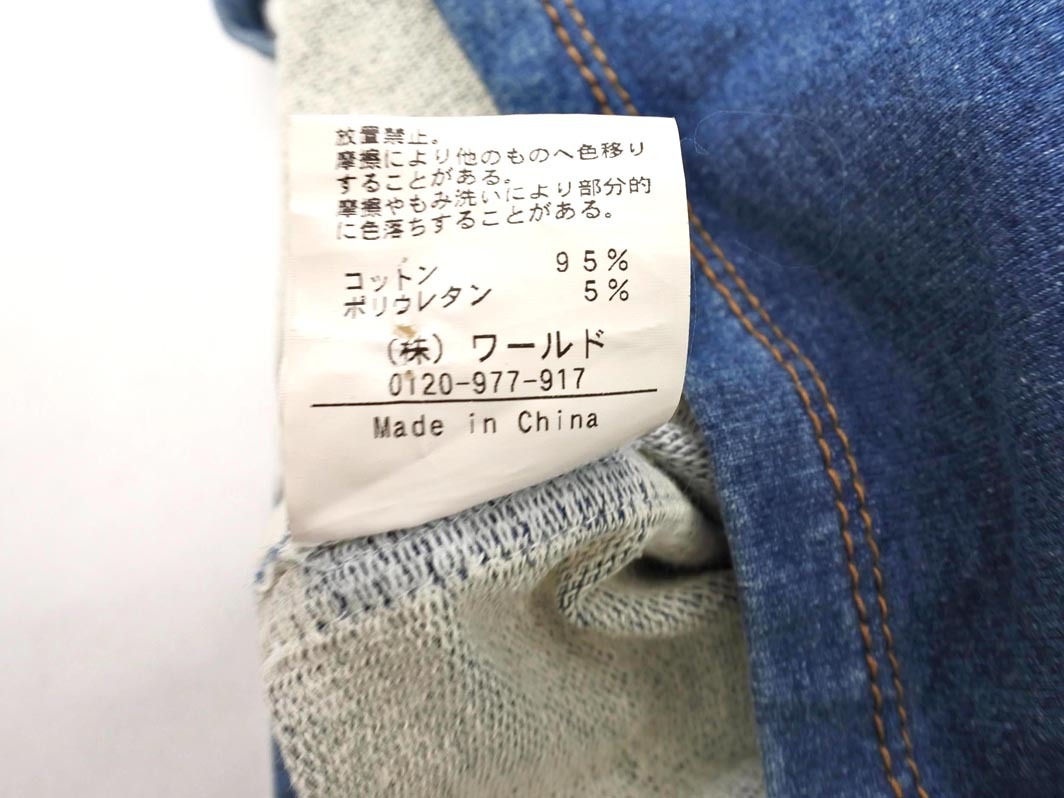 放置禁止。
摩擦により他のものへ色移り
することがある。
摩擦やもみ洗いにより部分的
に色落ちすることがある。
コットン 95%
ポリウレタン 5%
(株) ワールド
0120-977-917
Made in China